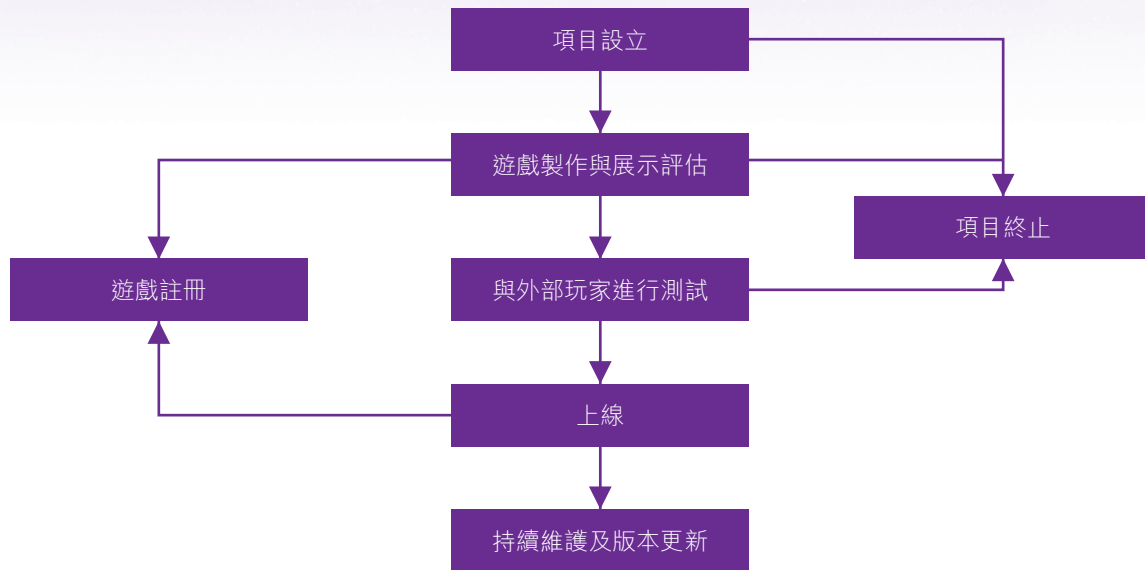 項目設立
遊戲製作與展示評估
項目終止
遊戲註冊
與外部玩家進行測試
上線
持續維護及版本更新